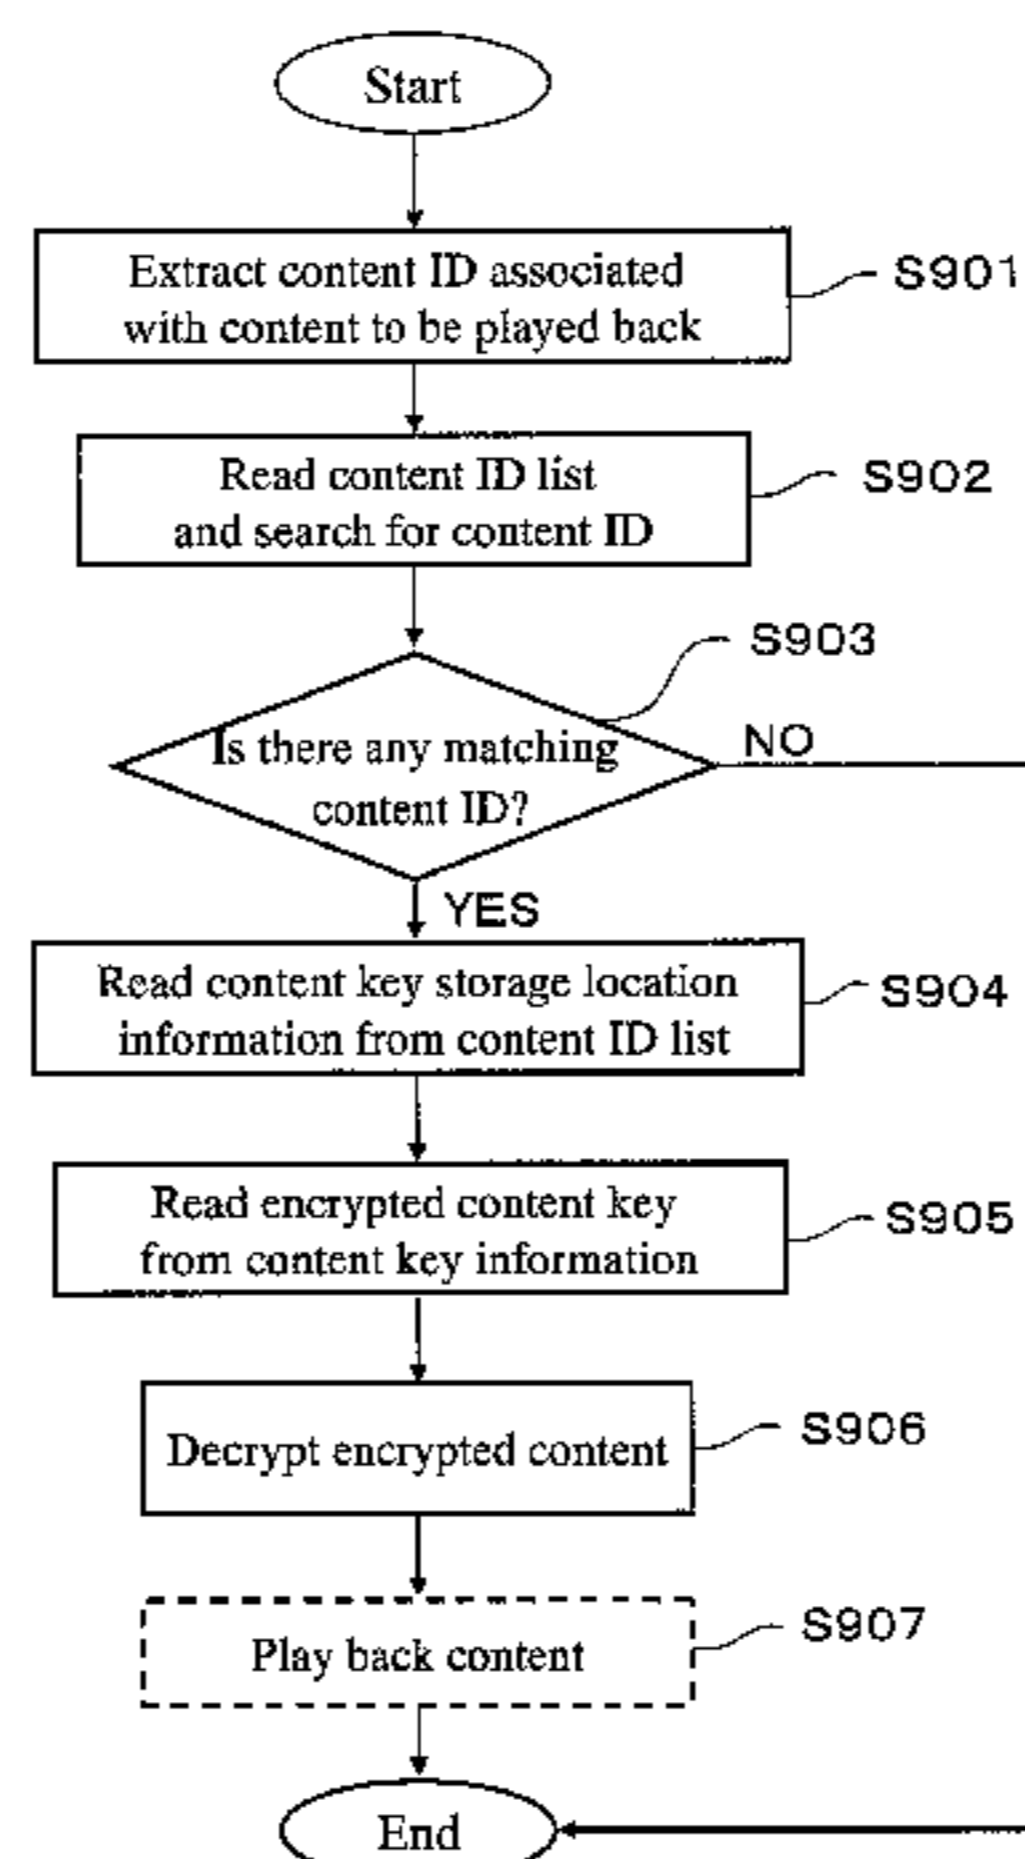 Start
Extract content ID associated
with content to be played back
S901
Read content ID list
and search for content ID
S902
S903
Is there any matching
content ID?
NO
YES
Read content key storage location
information from content ID list
S904
Read encrypted content key
from content key information
S905
Decrypt encrypted content
S906
Play back content
S907
End